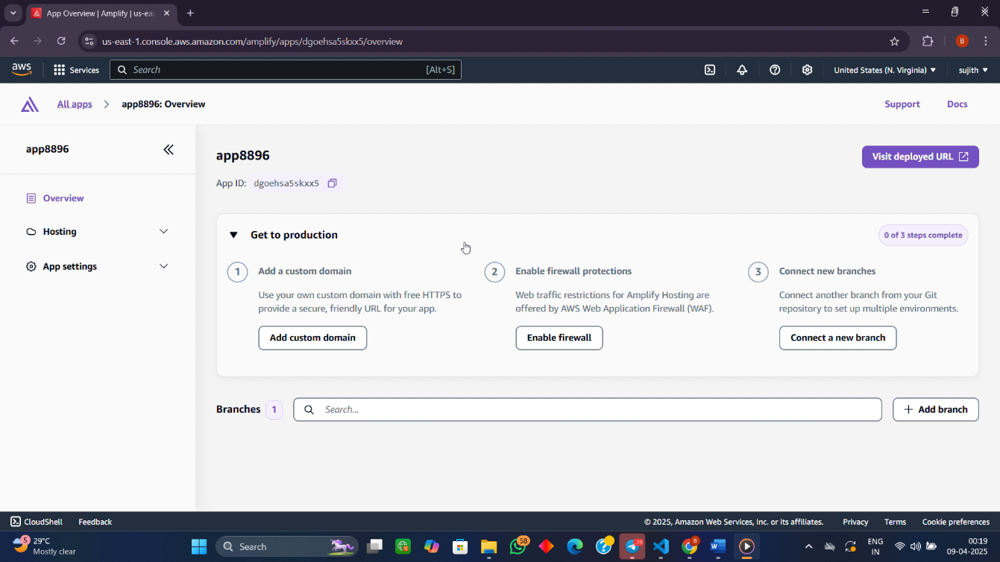 App Overview | Amplify | us-eas
us-east-1.console.aws.amazon.com/amplify/apps/dgoehsa5skxx5/overview
B
aws
Services
Search
[Alt+S]
United States (N. Virginia)
sujith
All apps
app8896: Overview
Support
Docs
app8896
Overview
Hosting
App settings
app8896
Visit deployed URL
App ID: dgoehsa5skxx5
Get to production
0 of 3 steps complete
1
Add a custom domain
Use your own custom domain with free HTTPS to
provide a secure, friendly URL for your app.
Add custom domain
2
Enable firewall protections
Web traffic restrictions for Amplify Hosting are
offered by AWS Web Application Firewall (WAF).
Enable firewall
3
Connect new branches
Connect another branch from your Git
repository to set up multiple environments.
Connect a new branch
Branches 1
Search...
Add branch
CloudShell
Feedback
© 2025, Amazon Web Services, Inc. or its affiliates.
Privacy
Terms
Cookie preferences
5
29°C
Mostly clear
Search
58
19
B
ENG
IN
00:19
09-04-2025